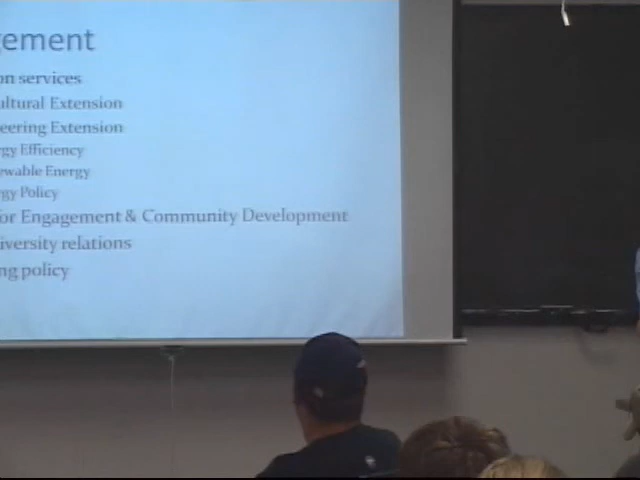 gement
on services
ultural Extension
eering Extension
gy Efficiency
ewable Energy
gy Policy
or Engagement & Community Development
iversity relations
ng policy